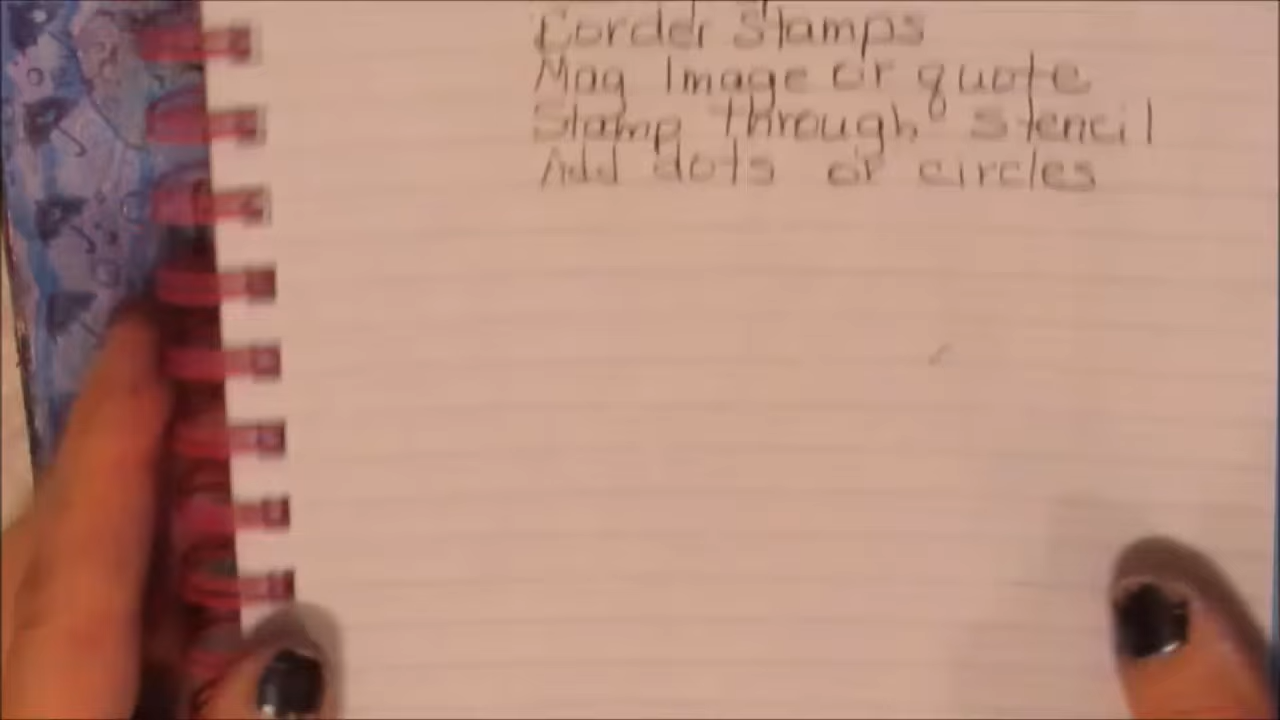 Border Stamps
Mag Image or quote
Stamp through stencil
Add dots or circles